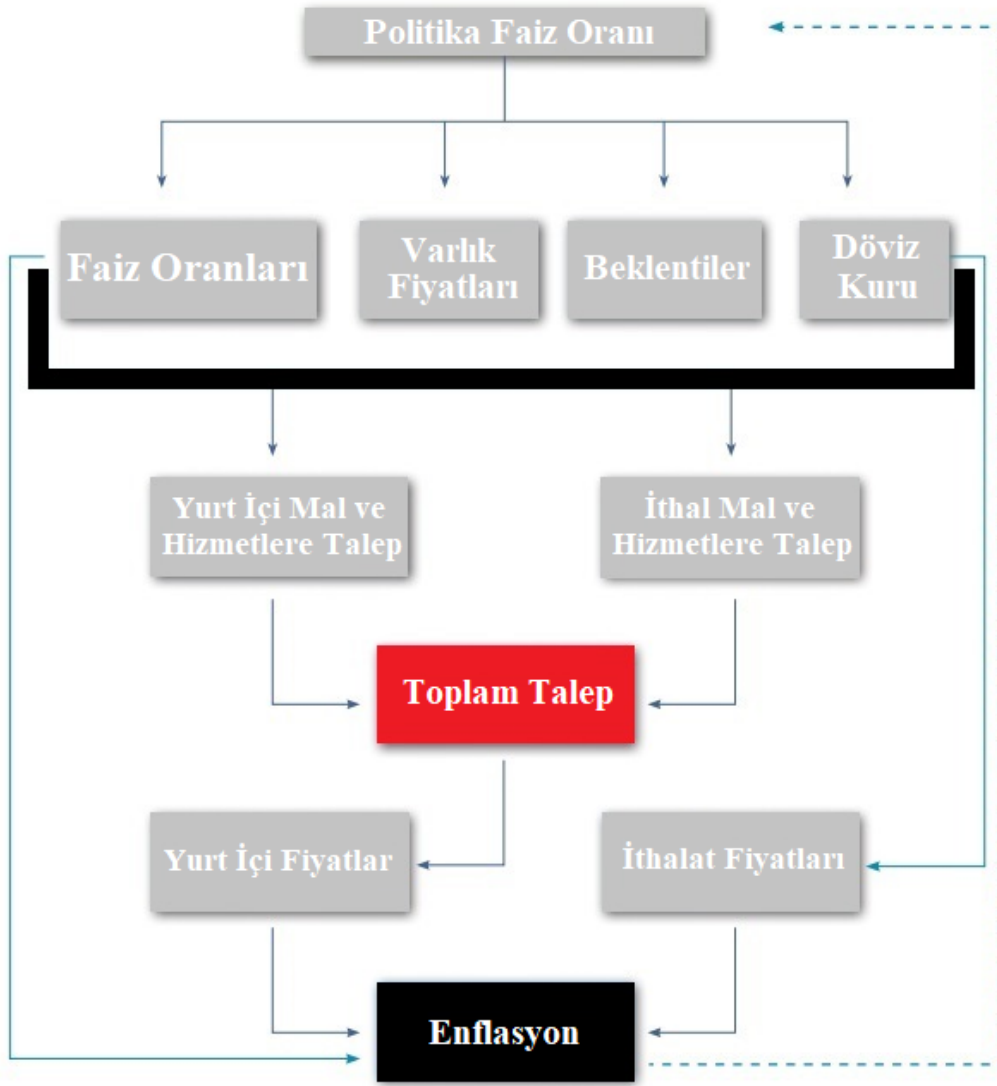 Politika Faiz Oranı
Faiz Oranları
Varlık
Fiyatları
Beklentiler
Döviz
Kuru
Yurt İçi Mal ve
Hizmetlere Talep
İthal Mal ve
Hizmetlere Talep
Toplam Talep
Yurt İçi Fiyatlar
İthalat Fiyatları
Enflasyon